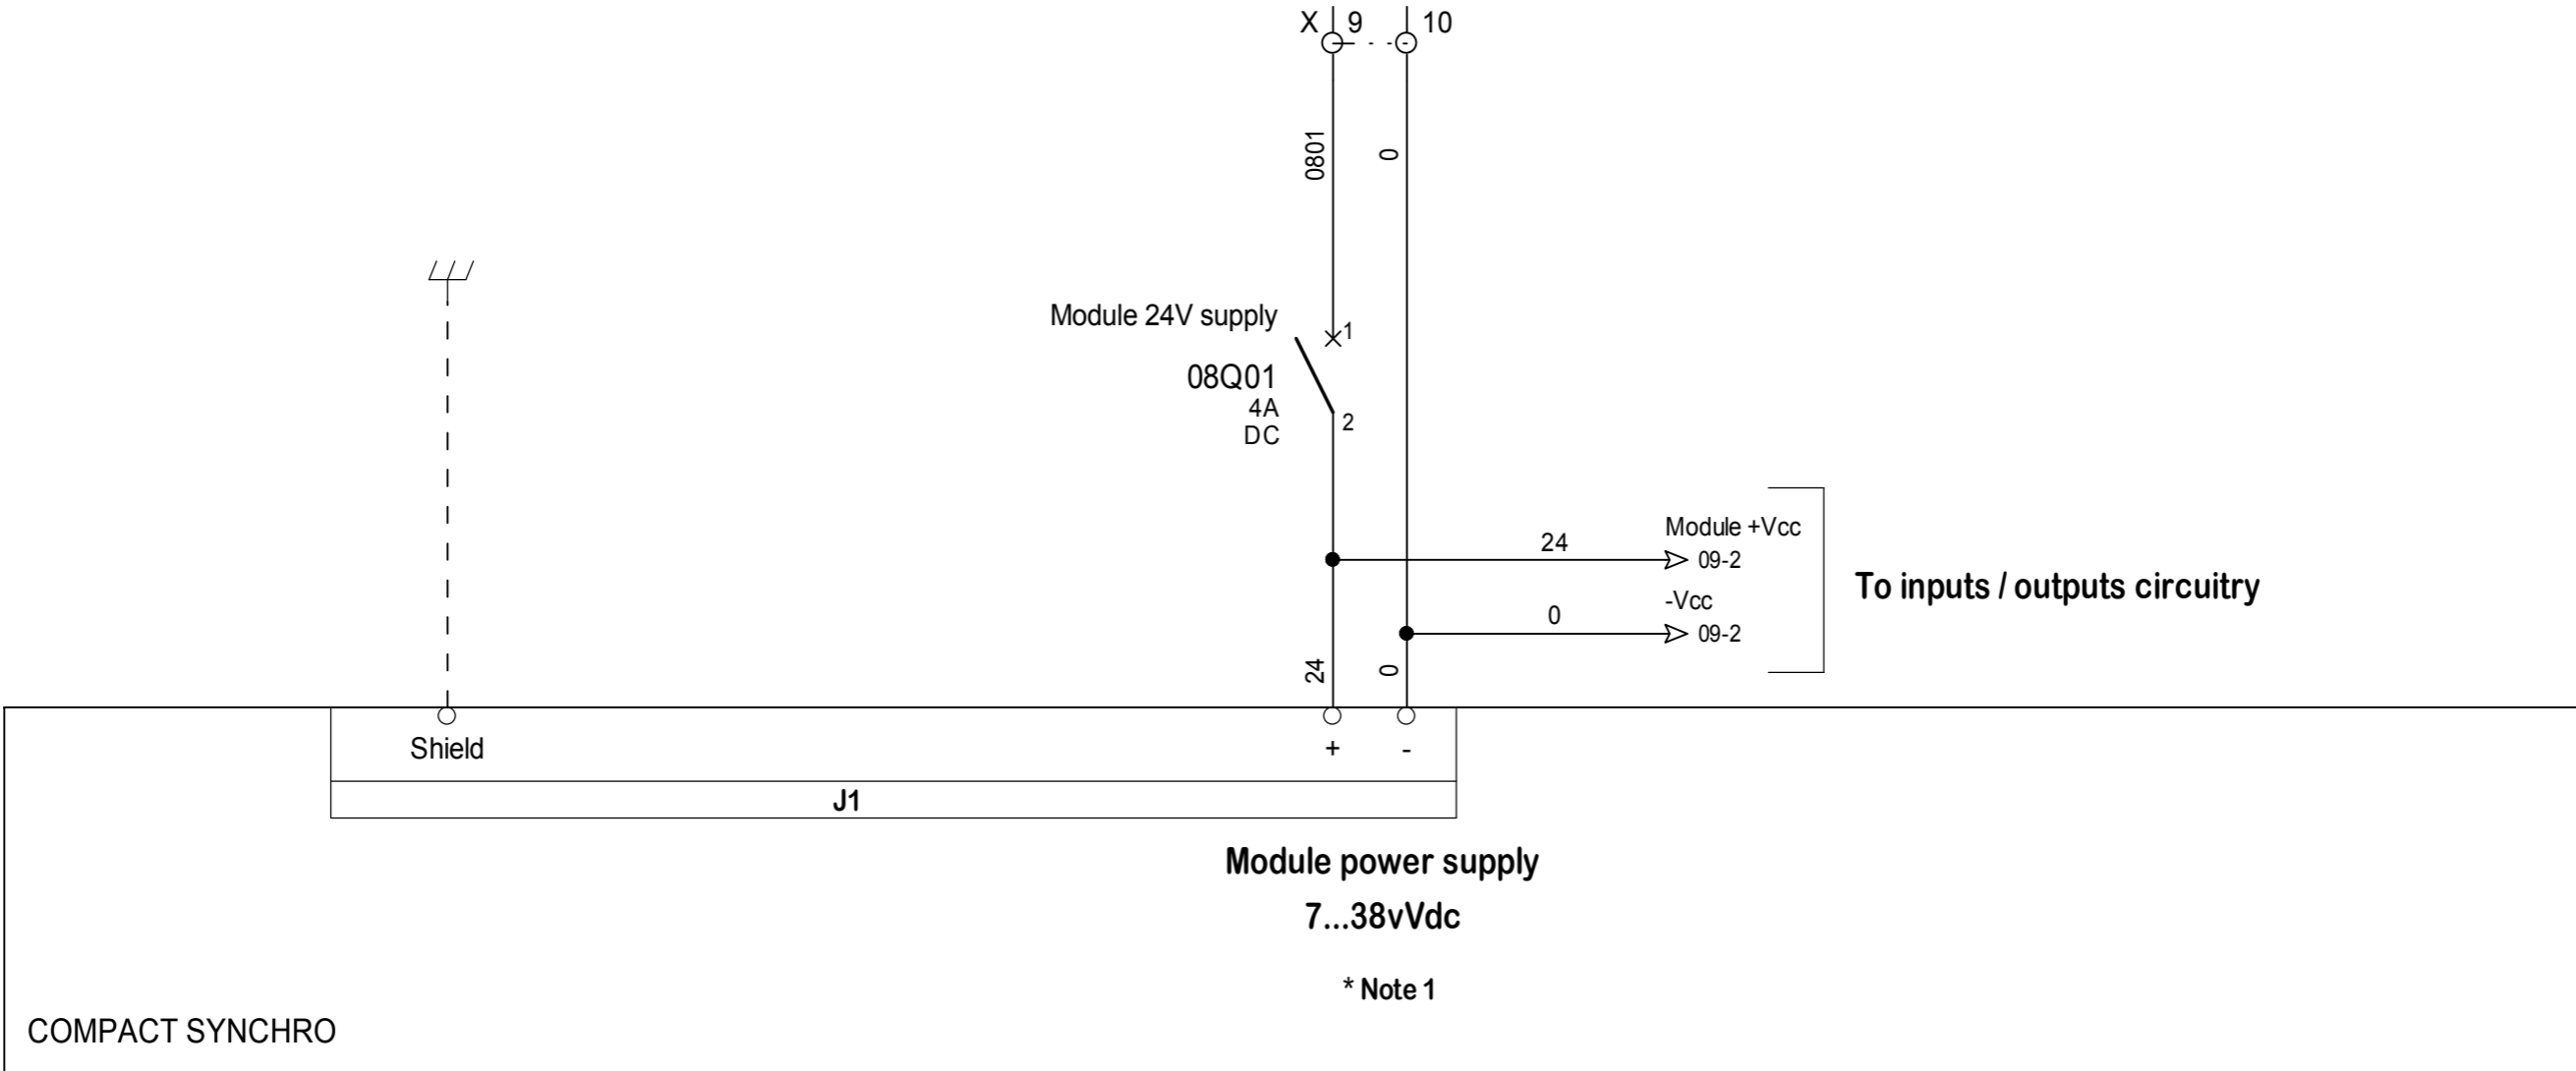 X 9 10
0801
0
Module 24V supply
1
08Q01
4A
DC
2
Module +Vcc
24
09-2
-Vcc
0
09-2
To inputs / outputs circuitry
24
0
Shield
+
-
J1
Module power supply
7...38vVdc
* Note 1
COMPACT SYNCHRO